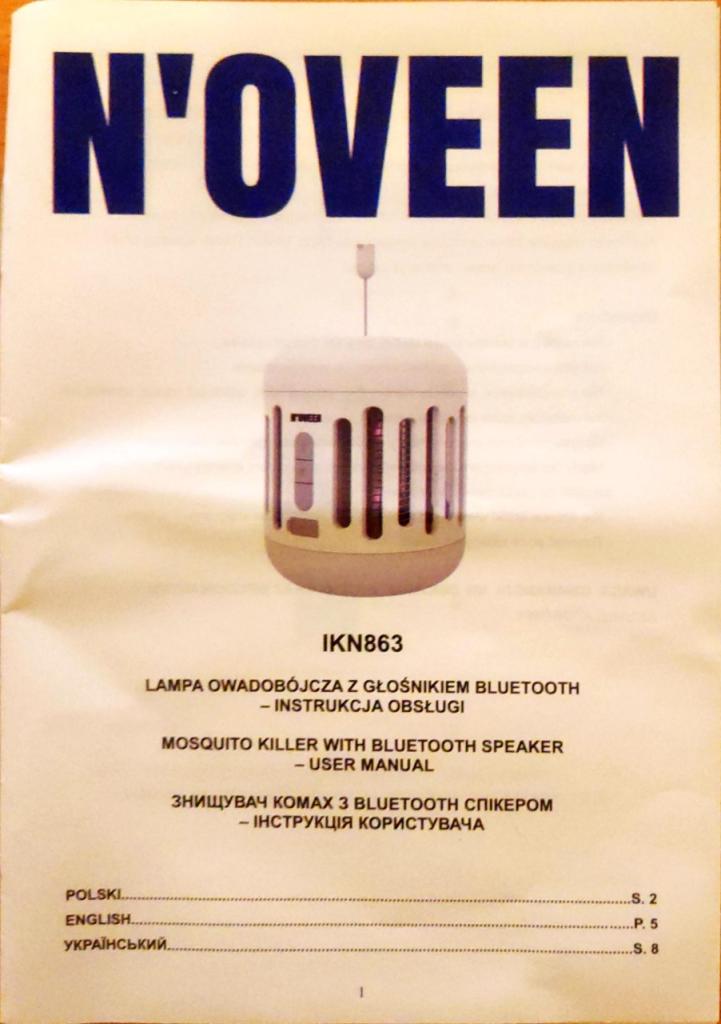 N'OVEEN
N'OVEEN
IKN863
LAMPA OWADOBÓJCZA Z GŁOŚNIKIEM BLUETOOTH
– INSTRUKCJA OBSŁUGI
MOSQUITO KILLER WITH BLUETOOTH SPEAKER
– USER MANUAL
ЗНИЩУВАЧ КОМАХ З BLUETOOTH СПІКЕРОМ
– ІНСТРУКЦІЯ КОРИСТУВАЧА
POLSKI..........S. 2
ENGLISH..........P. 5
УКРАЇНСЬКИЙ..........S. 8
1